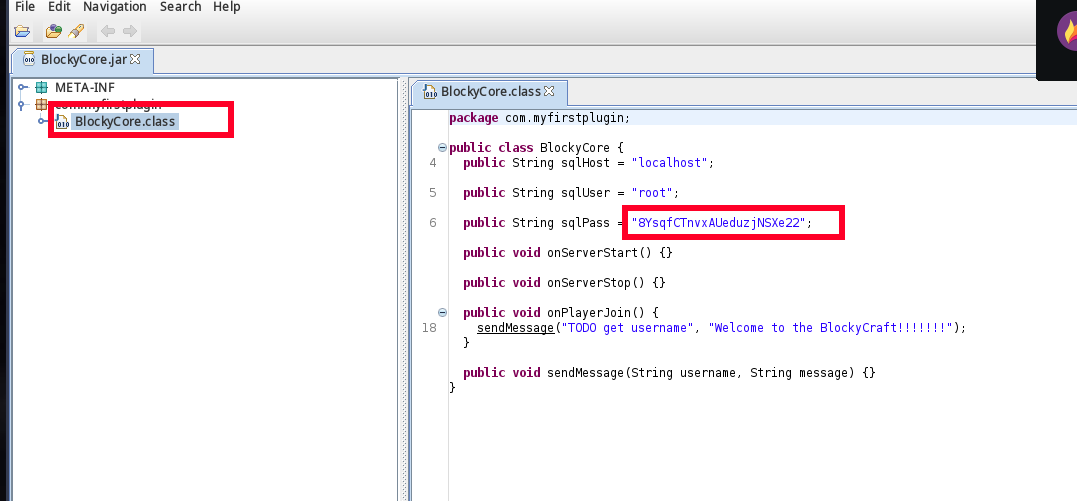 File Edit Navigation Search Help
BlockyCore.jar
META-INF
com.myfirstplugin
BlockyCore.class
BlockyCore.class
package com.myfirstplugin;
public class BlockyCore {
4 public String sqlHost = "localhost";
5 public String sqlUser = "root";
6 public String sqlPass = "8YsqfCTnvxAUeduzjNSXe22";
public void onServerStart() {}
public void onServerStop() {}
public void onPlayerJoin() {
18 sendMessage("TODO get username", "Welcome to the BlockyCraft!!!!!!!");
}
public void sendMessage(String username, String message) {}
}